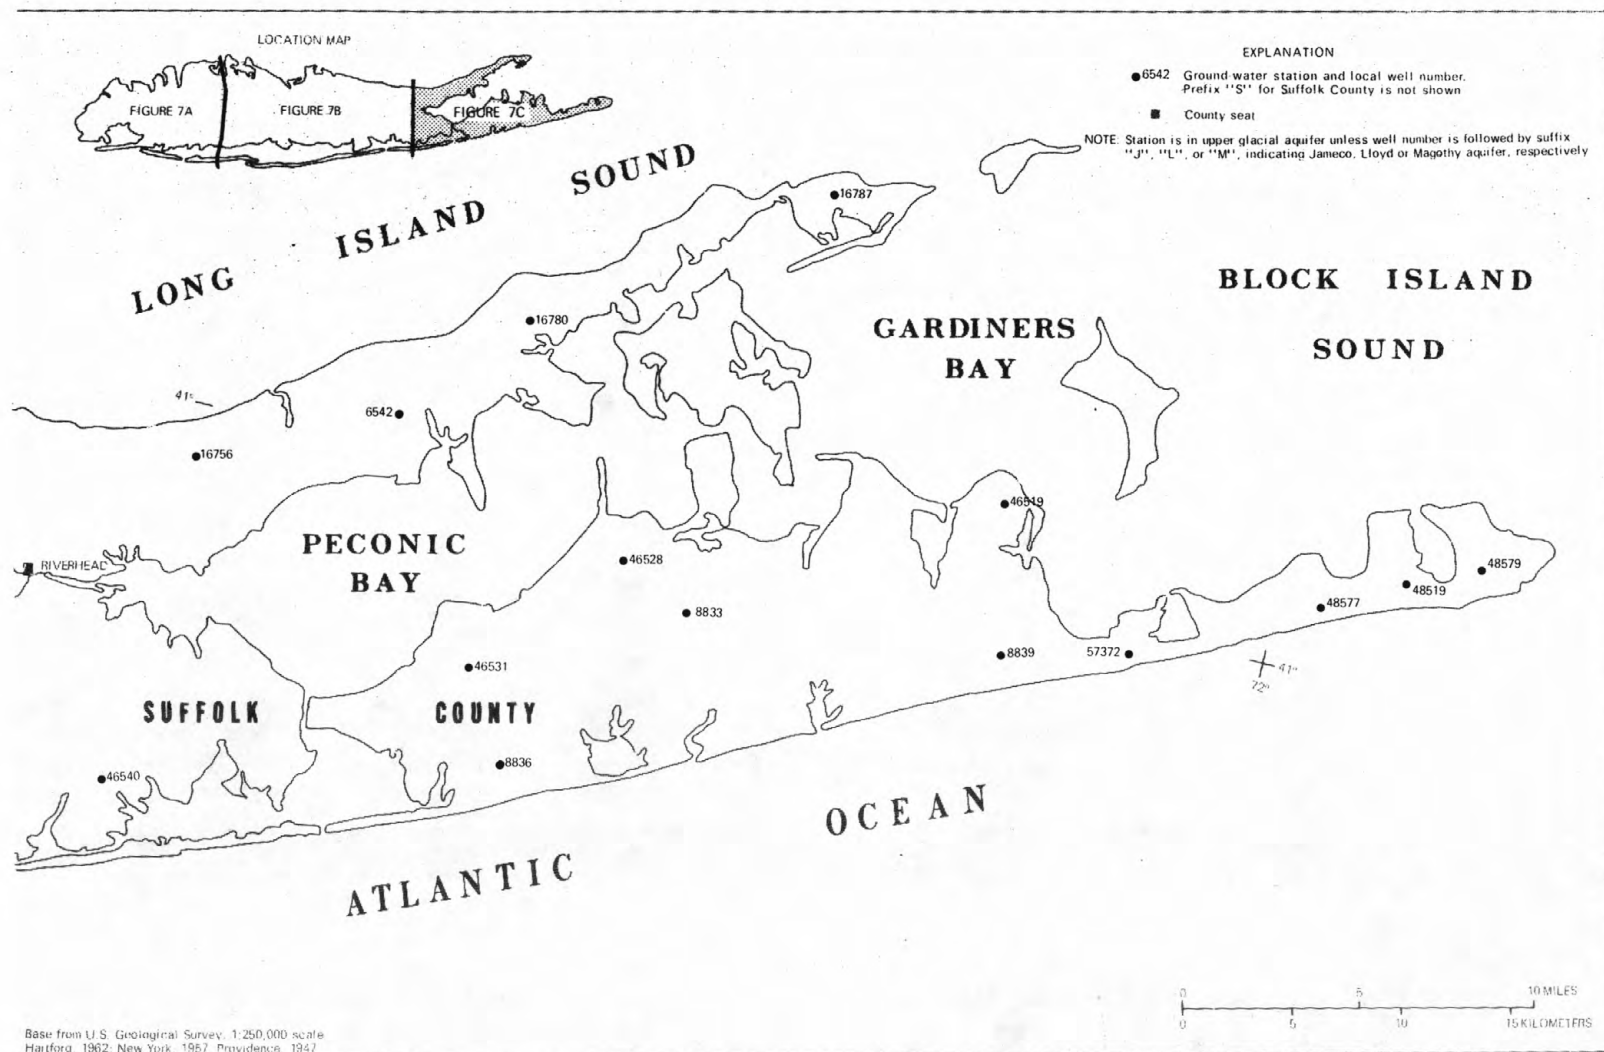 LOCATION MAP
FIGURE 7A
FIGURE 7B
FIGURE 7C
EXPLANATION
6542 Ground-water station and local well number.
Prefix "S" for Suffolk County is not shown
County seat
NOTE: Station is in upper glacial aquifer unless well number is followed by suffix
"J", "L", or "M", indicating Jameco, Lloyd or Magothy aquifer, respectively
LONG ISLAND SOUND
16787
BLOCK ISLAND
SOUND
16780
GARDINERS
BAY
41°
6542
16756
46519
PECONIC
BAY
RIVERHEAD
46528
48579
48519
48577
8833
8839
57372
41°
72°
46531
SUFFOLK COUNTY
8836
46540
ATLANTIC OCEAN
0 5 10 MILES
0 5 10 15 KILOMETERS
Base from U.S. Geological Survey, 1:250,000 scale
Hartford, 1962; New York, 1957, Providence, 1947